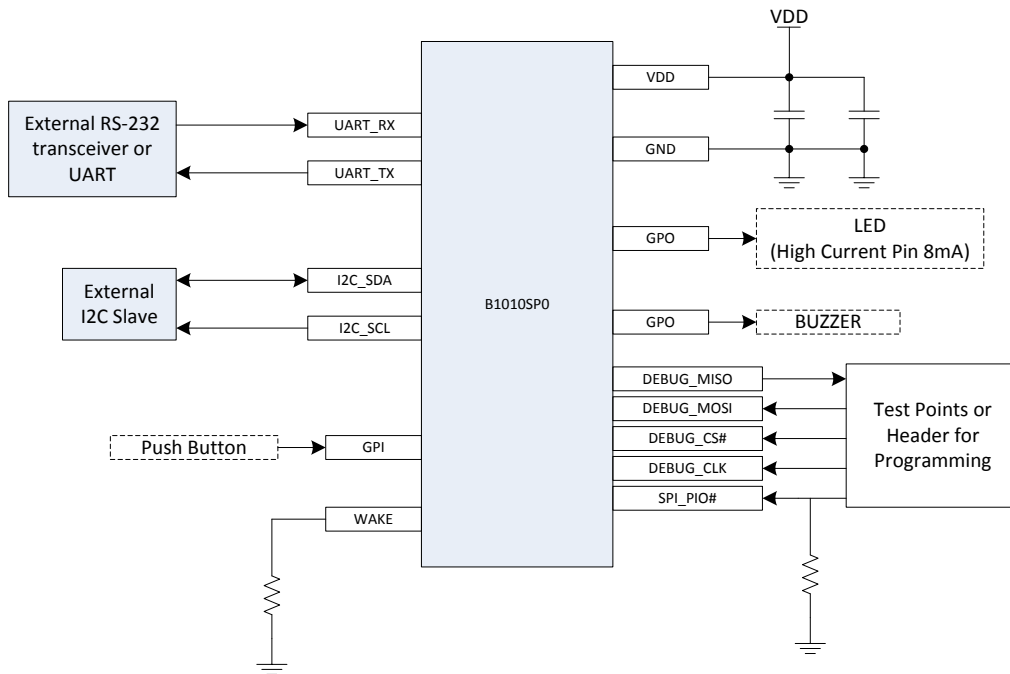 VDD
VDD
GND
External RS-232
transceiver or
UART
UART_RX
UART_TX
External
I2C Slave
I2C_SDA
I2C_SCL
Push Button
GPI
WAKE
B1010SP0
GPO
LED
(High Current Pin 8mA)
GPO
BUZZER
DEBUG_MISO
DEBUG_MOSI
DEBUG_CS#
DEBUG_CLK
SPI_PIO#
Test Points or
Header for
Programming